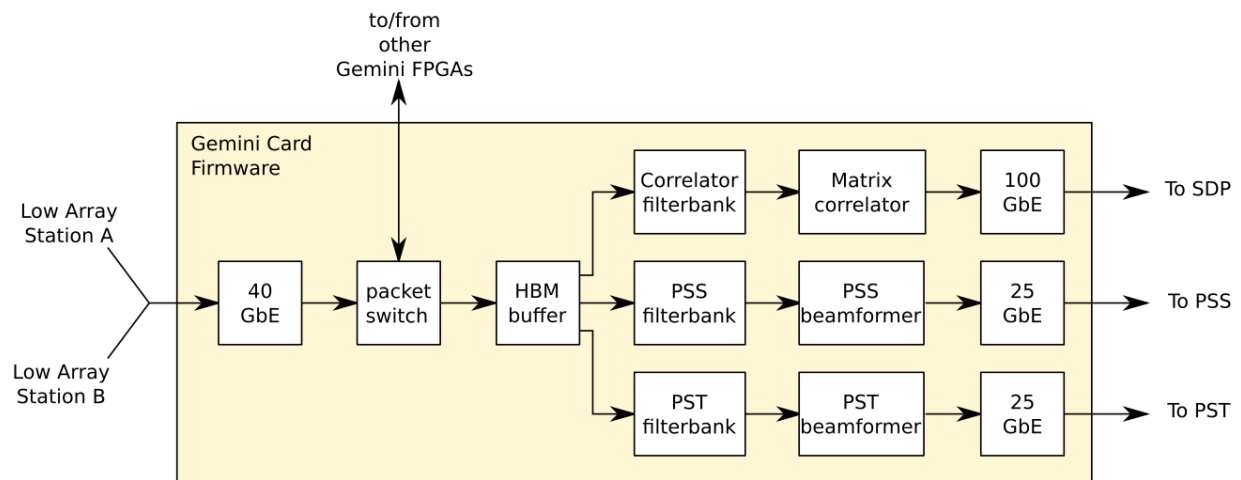 to/from
other
Gemini FPGAs
Gemini Card
Firmware
Low Array
Station A
Low Array
Station B
40
GbE
packet
switch
HBM
buffer
Correlator
filterbank
Matrix
correlator
100
GbE
To SDP
PSS
filterbank
PSS
beamformer
25
GbE
To PSS
PST
filterbank
PST
beamformer
25
GbE
To PST